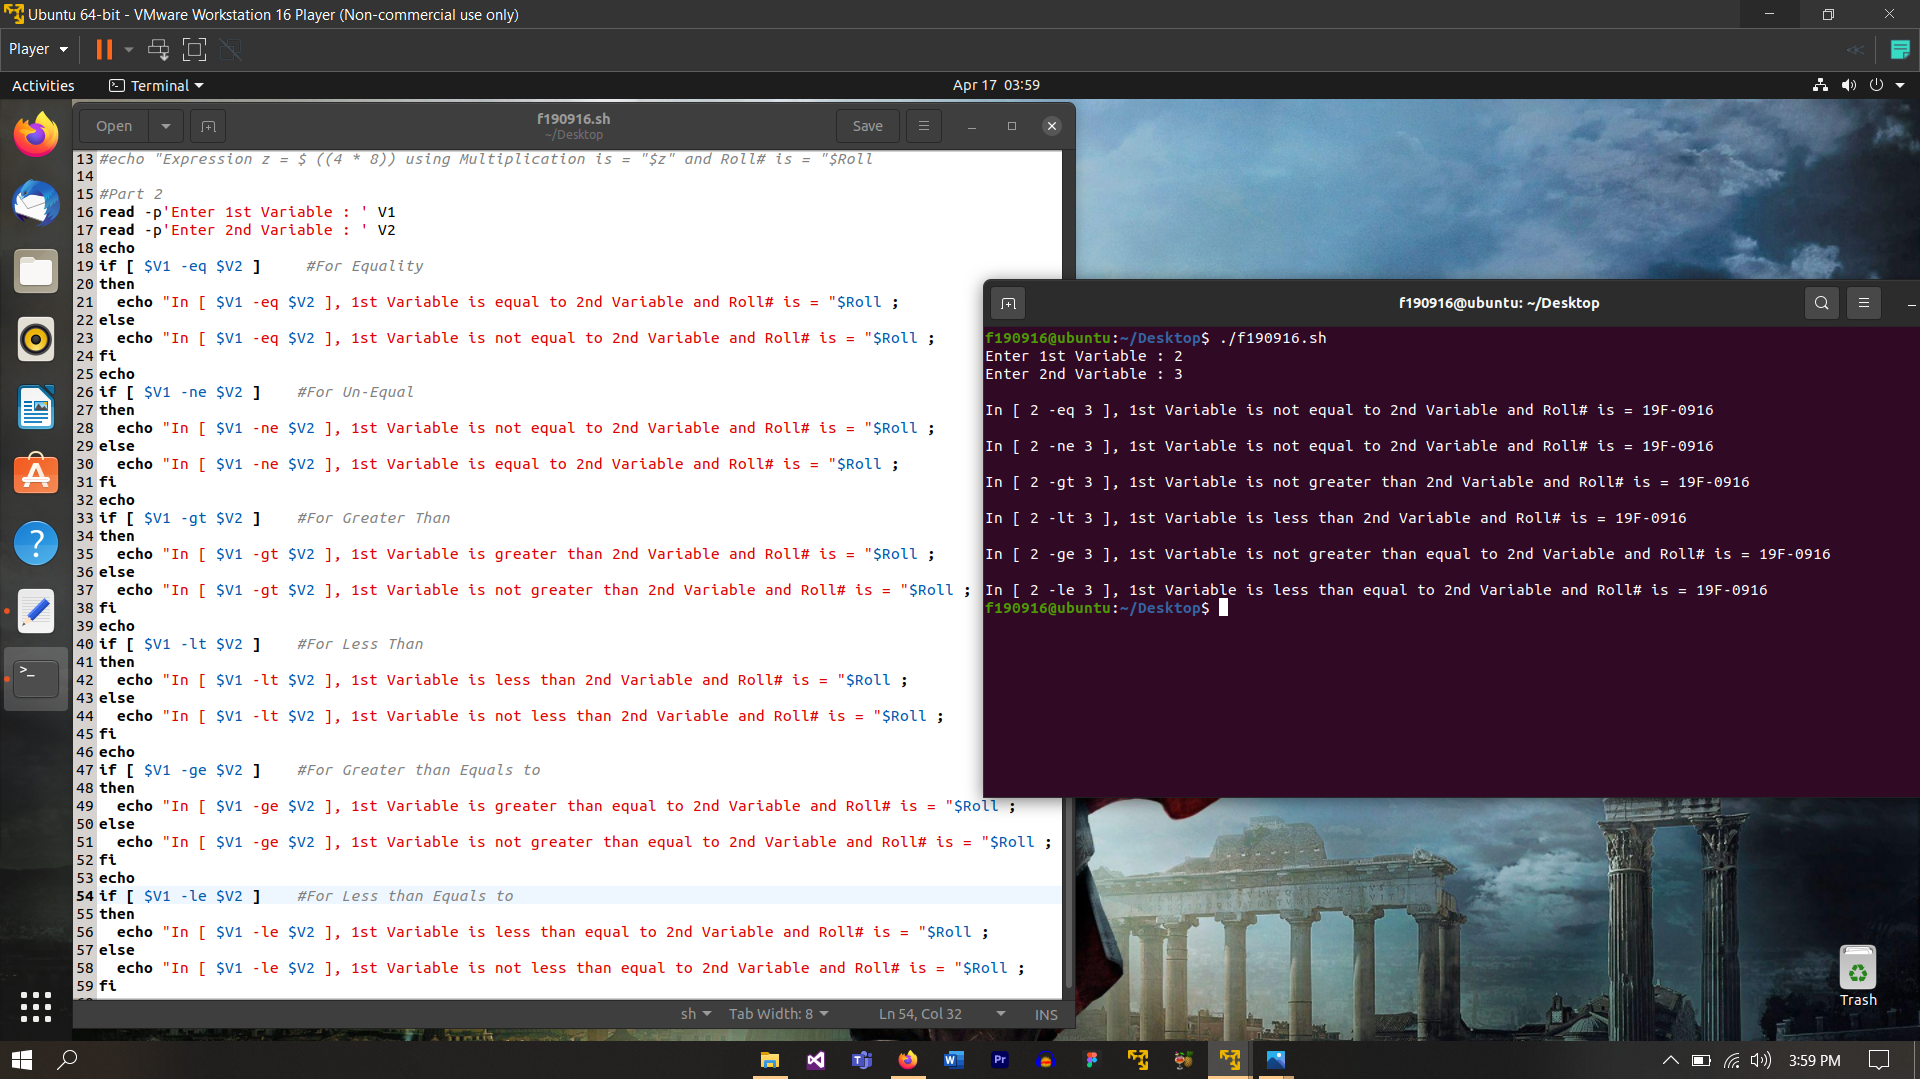 Ubuntu 64-bit - VMware Workstation 16 Player (Non-commercial use only)
Player
Activities
Terminal
Apr 17 03:59
Open
f190916.sh
~/Desktop
Save
13 #echo "Expression z = $ ((4 * 8)) using Multiplication is = "$z" and Roll# is = "$Roll
14
15 #Part 2
16 read -p'Enter 1st Variable : ' V1
17 read -p'Enter 2nd Variable : ' V2
18 echo
19 if [ $V1 -eq $V2 ]     #For Equality
20 then
21   echo "In [ $V1 -eq $V2 ], 1st Variable is equal to 2nd Variable and Roll# is = "$Roll ;
22 else
23   echo "In [ $V1 -eq $V2 ], 1st Variable is not equal to 2nd Variable and Roll# is = "$Roll ;
24 fi
25 echo
26 if [ $V1 -ne $V2 ]    #For Un-Equal
27 then
28   echo "In [ $V1 -ne $V2 ], 1st Variable is not equal to 2nd Variable and Roll# is = "$Roll ;
29 else
30   echo "In [ $V1 -ne $V2 ], 1st Variable is equal to 2nd Variable and Roll# is = "$Roll ;
31 fi
32 echo
33 if [ $V1 -gt $V2 ]    #For Greater Than
34 then
35   echo "In [ $V1 -gt $V2 ], 1st Variable is greater than 2nd Variable and Roll# is = "$Roll ;
36 else
37   echo "In [ $V1 -gt $V2 ], 1st Variable is not greater than 2nd Variable and Roll# is = "$Roll ;
38 fi
39 echo
40 if [ $V1 -lt $V2 ]    #For Less Than
41 then
42   echo "In [ $V1 -lt $V2 ], 1st Variable is less than 2nd Variable and Roll# is = "$Roll ;
43 else
44   echo "In [ $V1 -lt $V2 ], 1st Variable is not less than 2nd Variable and Roll# is = "$Roll ;
45 fi
46 echo
47 if [ $V1 -ge $V2 ]    #For Greater than Equals to
48 then
49   echo "In [ $V1 -ge $V2 ], 1st Variable is greater than equal to 2nd Variable and Roll# is = "$Roll ;
50 else
51   echo "In [ $V1 -ge $V2 ], 1st Variable is not greater than equal to 2nd Variable and Roll# is = "$Roll ;
52 fi
53 echo
54 if [ $V1 -le $V2 ]    #For Less than Equals to
55 then
56   echo "In [ $V1 -le $V2 ], 1st Variable is less than equal to 2nd Variable and Roll# is = "$Roll ;
57 else
58   echo "In [ $V1 -le $V2 ], 1st Variable is not less than equal to 2nd Variable and Roll# is = "$Roll ;
59 fi
sh
Tab Width: 8
Ln 54, Col 32
INS
f190916@ubuntu: ~/Desktop
f190916@ubuntu:~/Desktop$ ./f190916.sh
Enter 1st Variable : 2
Enter 2nd Variable : 3
In [ 2 -eq 3 ], 1st Variable is not equal to 2nd Variable and Roll# is = 19F-0916
In [ 2 -ne 3 ], 1st Variable is not equal to 2nd Variable and Roll# is = 19F-0916
In [ 2 -gt 3 ], 1st Variable is not greater than 2nd Variable and Roll# is = 19F-0916
In [ 2 -lt 3 ], 1st Variable is less than 2nd Variable and Roll# is = 19F-0916
In [ 2 -ge 3 ], 1st Variable is not greater than equal to 2nd Variable and Roll# is = 19F-0916
In [ 2 -le 3 ], 1st Variable is less than equal to 2nd Variable and Roll# is = 19F-0916
f190916@ubuntu:~/Desktop$
Trash
3:59 PM